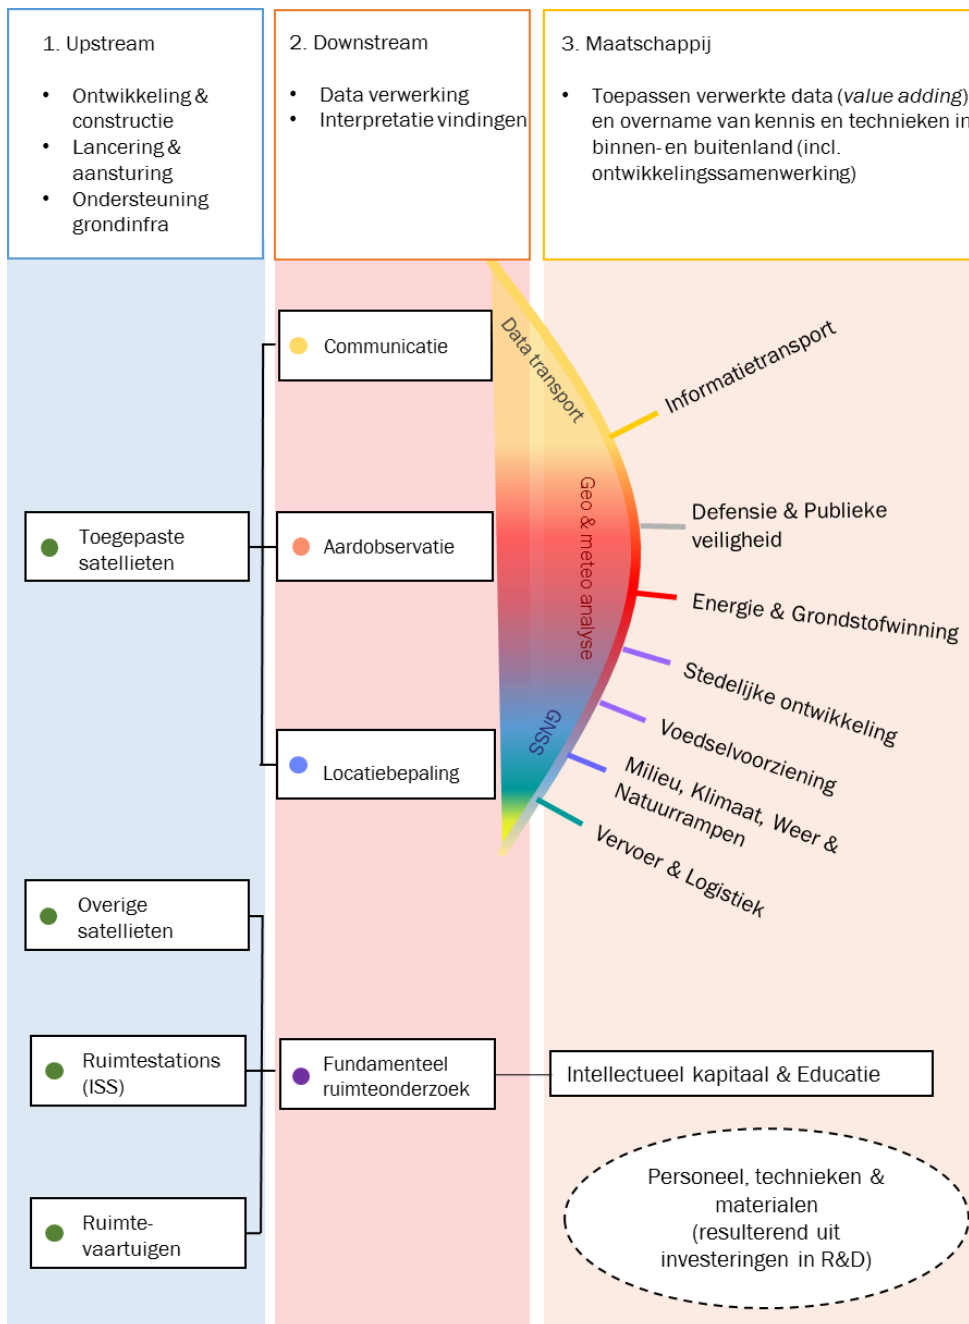 1. Upstream
• Ontwikkeling &
constructie
• Lancering &
aansturing
• Ondersteuning
grondinfra
2. Downstream
• Data verwerking
• Interpretatie vindingen
3. Maatschappij
• Toepassen verwerkte data (value adding)
en overname van kennis en technieken in
binnen- en buitenland (incl.
ontwikkelingssamenwerking)
Communicatie
Data transport
Informatietransport
Toegepaste
satellieten
Aardobservatie
Geo & meteo analyse
Defensie & Publieke
veiligheid
Energie & Grondstofwinning
Stedelijke ontwikkeling
Locatiebepaling
GNSS
Voedselvoorziening
Milieu, Klimaat, Weer &
Natuurrampen
Vervoer & Logistiek
Overige
satellieten
Ruimtestations
(ISS)
Fundamenteel
ruimteonderzoek
Intellectueel kapitaal & Educatie
Ruimte-
vaartuigen
Personeel, technieken &
materialen
(resulterend uit
investeringen in R&D)